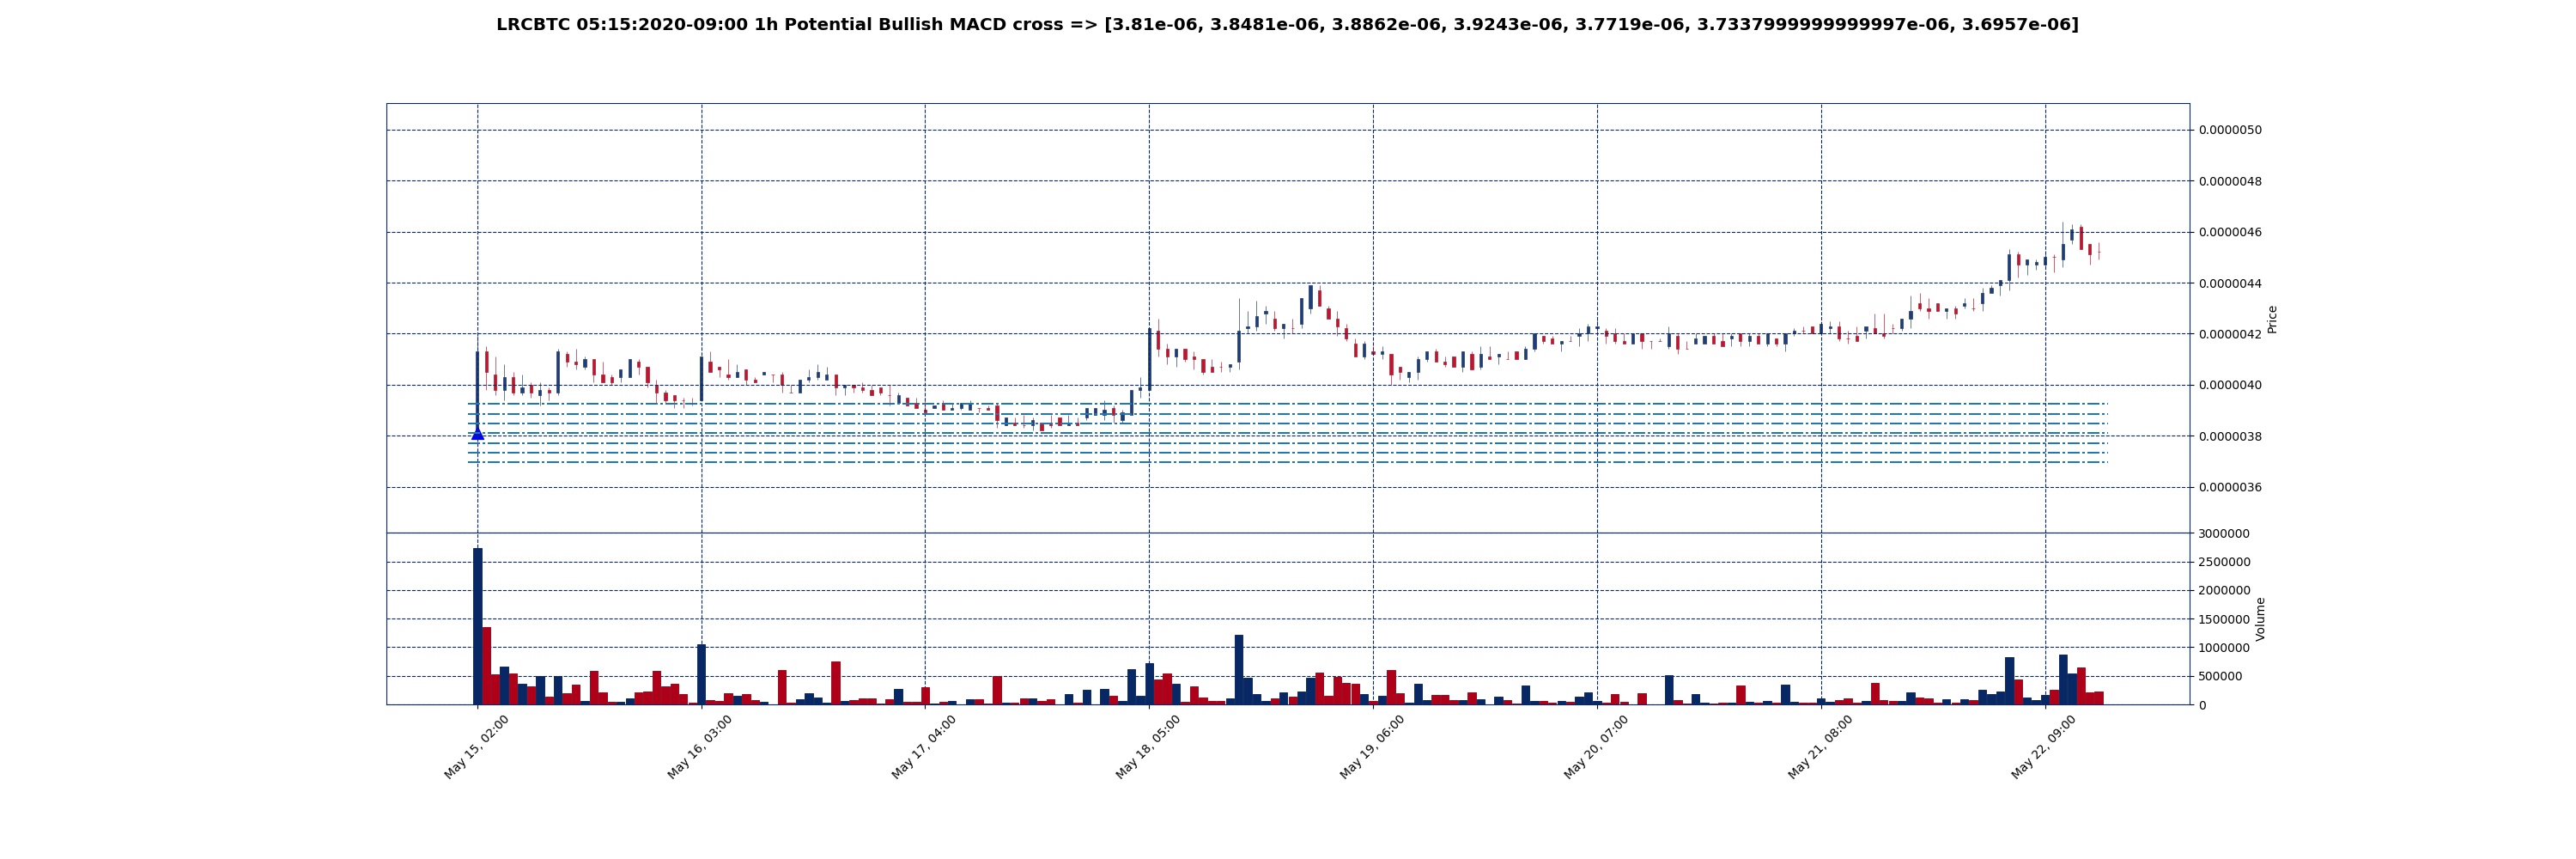 LRCBTC 05:15:2020-09:00 1h Potential Bullish MACD cross => [3.81e-06, 3.8481e-06, 3.8862e-06, 3.9243e-06, 3.7719e-06, 3.7337999999999997e-06, 3.6957e-06]
0.0000050
0.0000048
0.0000046
0.0000044
0.0000042
0.0000040
0.0000038
0.0000036
Price
3000000
2500000
2000000
1500000
1000000
500000
0
Volume
May 15, 02:00
May 16, 03:00
May 17, 04:00
May 18, 05:00
May 19, 06:00
May 20, 07:00
May 21, 08:00
May 22, 09:00